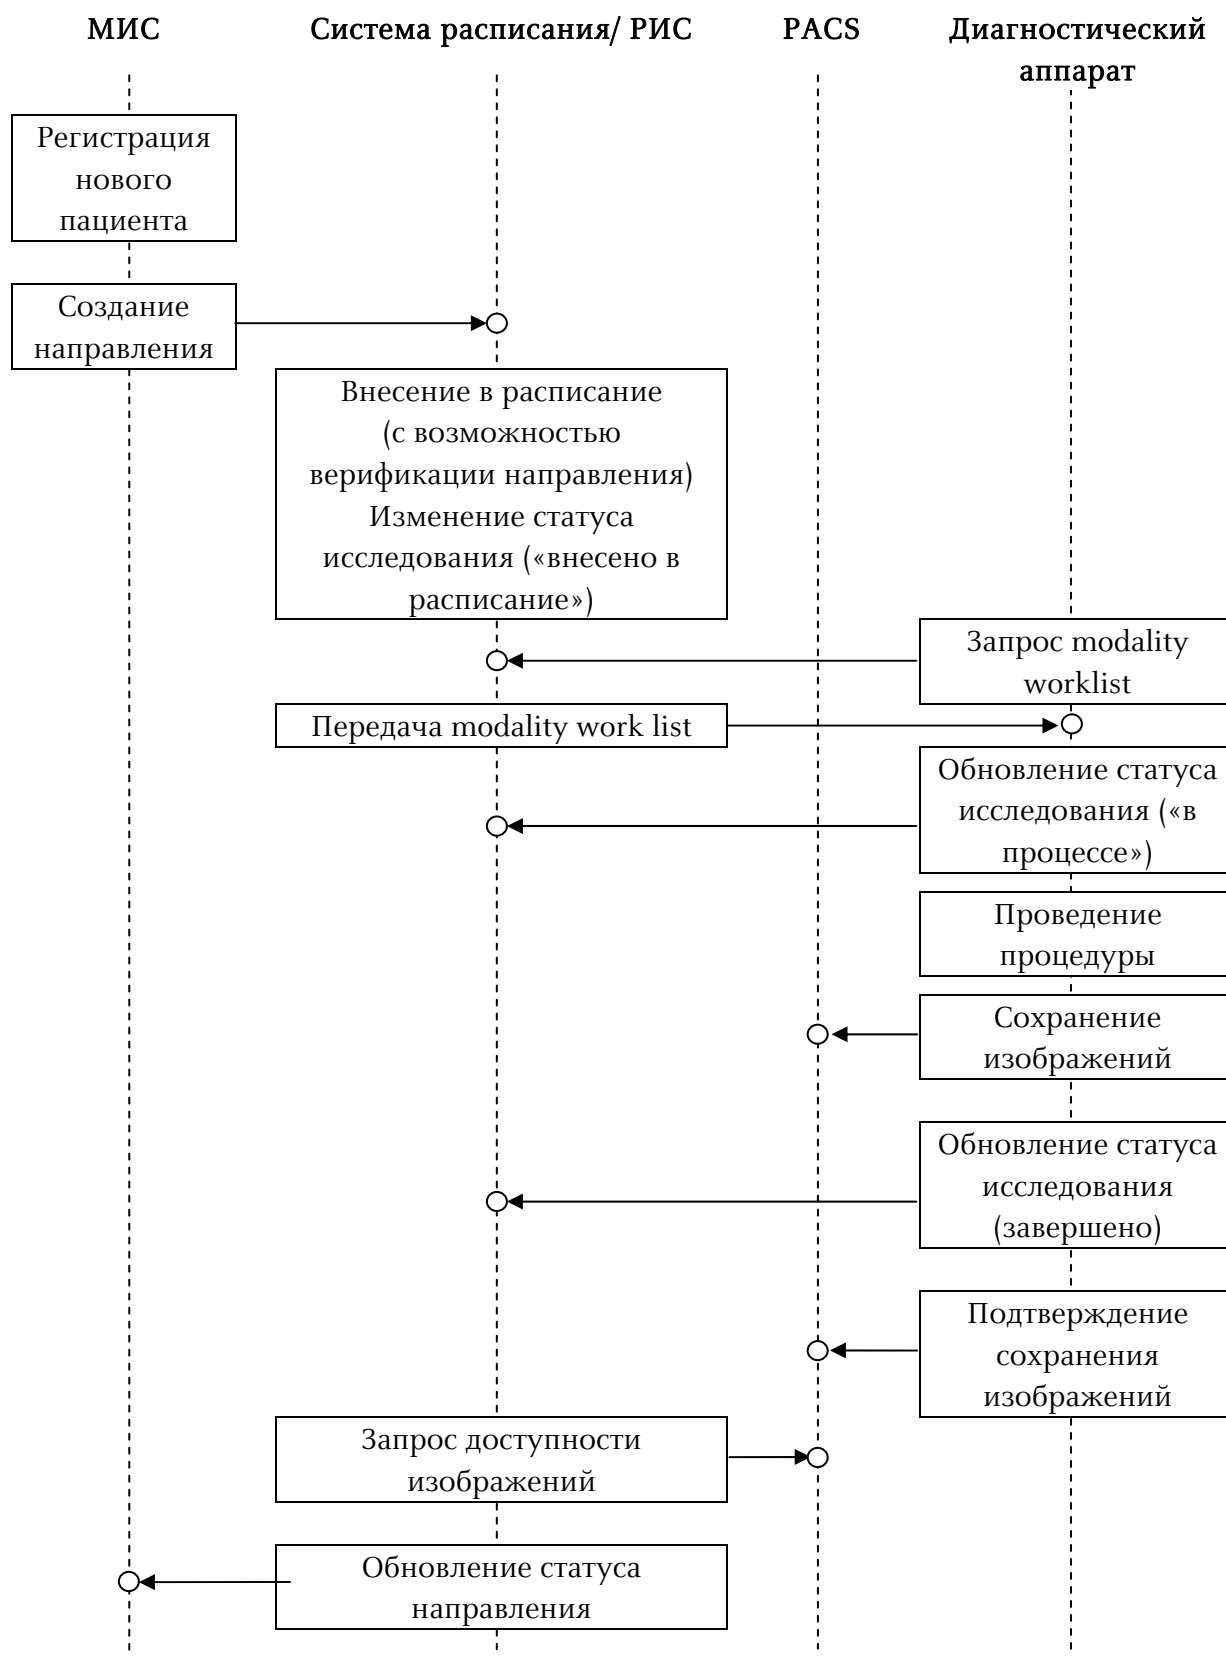 МИС
Система расписания/ РИС
PACS
Диагностический
аппарат
Регистрация
нового
пациента
Создание
направления
Внесение в расписание
(с возможностью
верификации направления)
Изменение статуса
исследования («внесено в
расписание»)
Запрос modality
worklist
Передача modality work list
Обновление статуса
исследования («в
процессе»)
Проведение
процедуры
Сохранение
изображений
Обновление статуса
исследования
(завершено)
Подтверждение
сохранения
изображений
Запрос доступности
изображений
Обновление статуса
направления